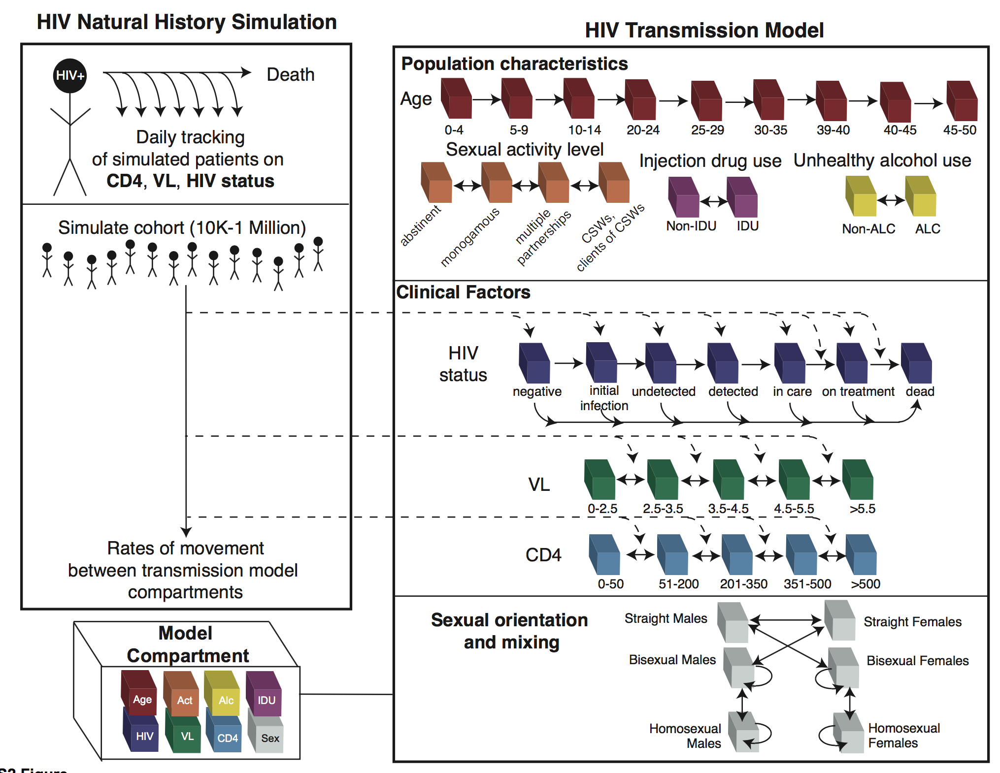 HIV Natural History Simulation
HIV+
Death
Daily tracking
of simulated patients on
CD4, VL, HIV status
Simulate cohort (10K-1 Million)
Rates of movement
between transmission model
compartments
Model
Compartment
Age
Act
Alc
IDU
HIV
VL
CD4
Sex
HIV Transmission Model
Population characteristics
Age
0-4
5-9
10-14
20-24
25-29
30-35
39-40
40-45
45-50
Sexual activity level
abstinent
monogamous
multiple
partnerships
CSWs,
clients of CSWs
Injection drug use
Non-IDU
IDU
Unhealthy alcohol use
Non-ALC
ALC
Clinical Factors
HIV
status
negative
initial
infection
undetected
detected
in care
on treatment
dead
VL
0-2.5
2.5-3.5
3.5-4.5
4.5-5.5
>5.5
CD4
0-50
51-200
201-350
351-500
>500
Sexual orientation
and mixing
Straight Males
Straight Females
Bisexual Males
Bisexual Females
Homosexual
Males
Homosexual
Females
Figure